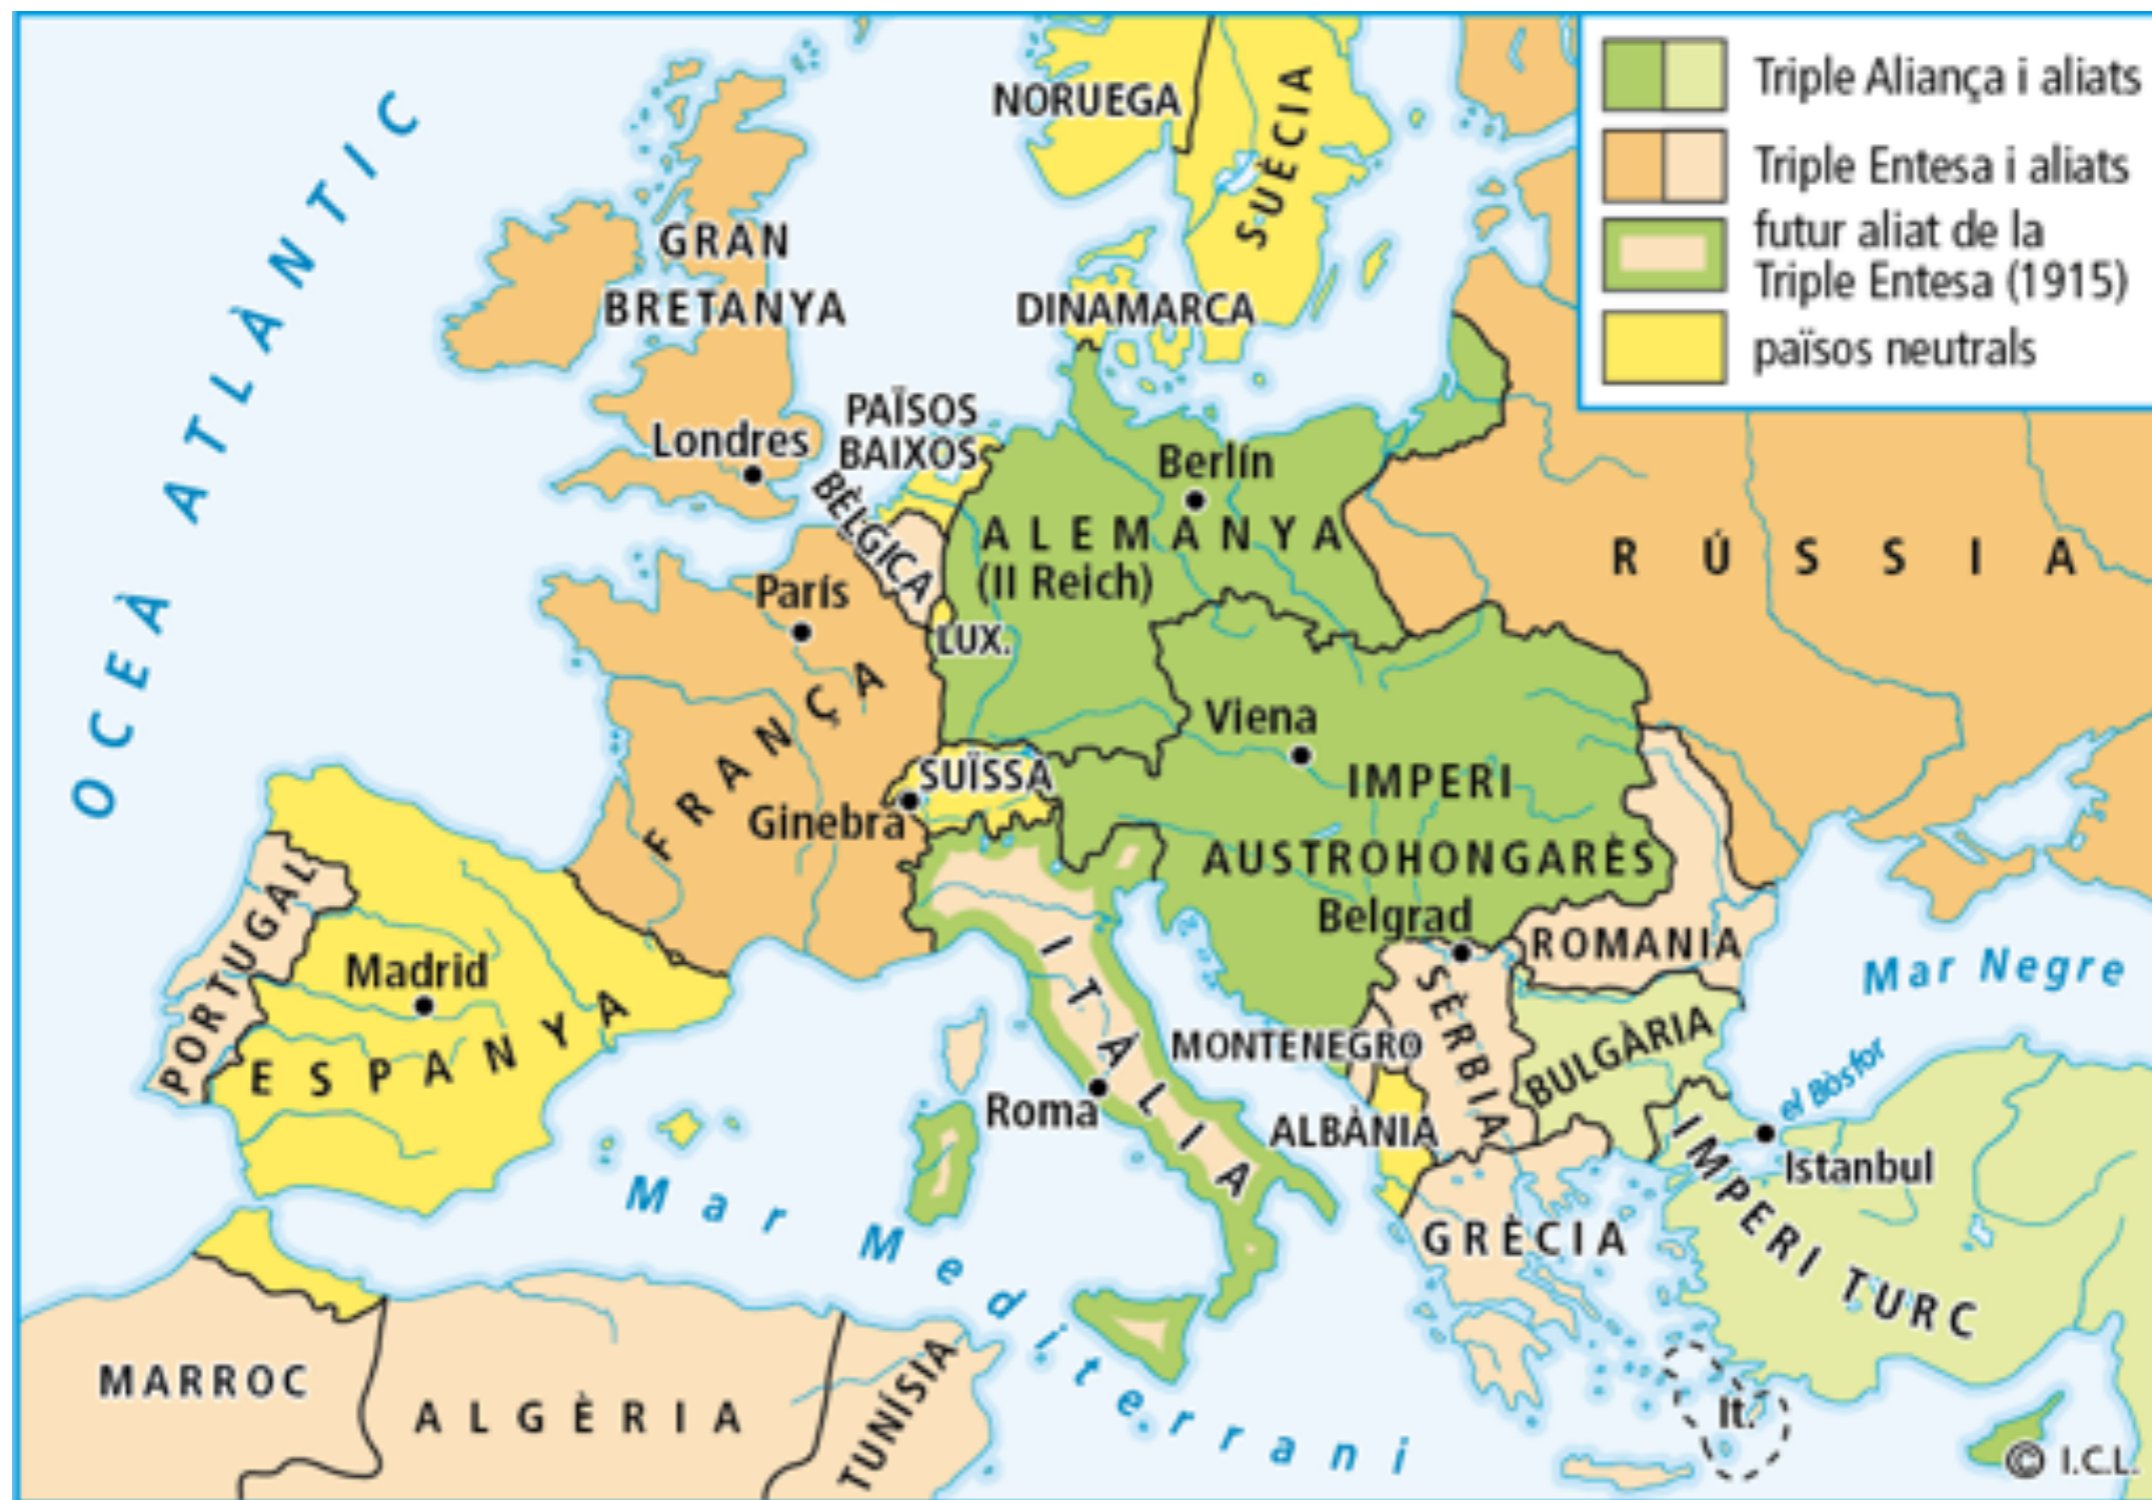 Triple Aliança i aliats
Triple Entesa i aliats
futur aliat de la
Triple Entesa (1915)
països neutrals
OCEÀ ATLÀNTIC
NORUEGA
SUÈCIA
GRAN
BRETANYA
DINAMARCA
Londres
PAÏSOS
BAIXOS
BÈLGICA
Berlín
ALEMANYA
(II Reich)
RÚSSIA
París
LUX.
FRANÇA
Viena
SUÏSSA
Ginebra
IMPERI
AUSTROHONGARÈS
Belgrad
ROMANIA
Mar Negre
PORTUGAL
Madrid
ESPANYA
ITÀLIA
Roma
MONTENEGRO
SÈRBIA
BULGÀRIA
el Bòsfor
ALBÀNIA
Istanbul
IMPERI TURC
GRÈCIA
Mar Mediterrani
MARROC
ALGÈRIA
TUNÍSIA
It.
© I.C.L.